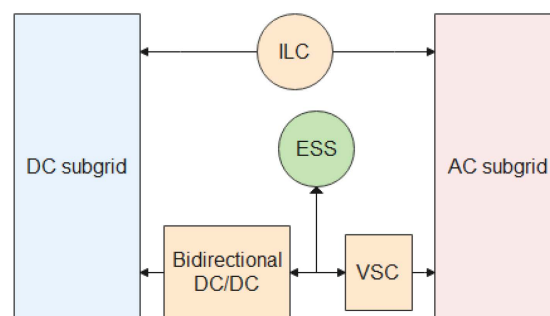 ILC
ESS
DC subgrid
AC subgrid
Bidirectional
DC/DC
VSC